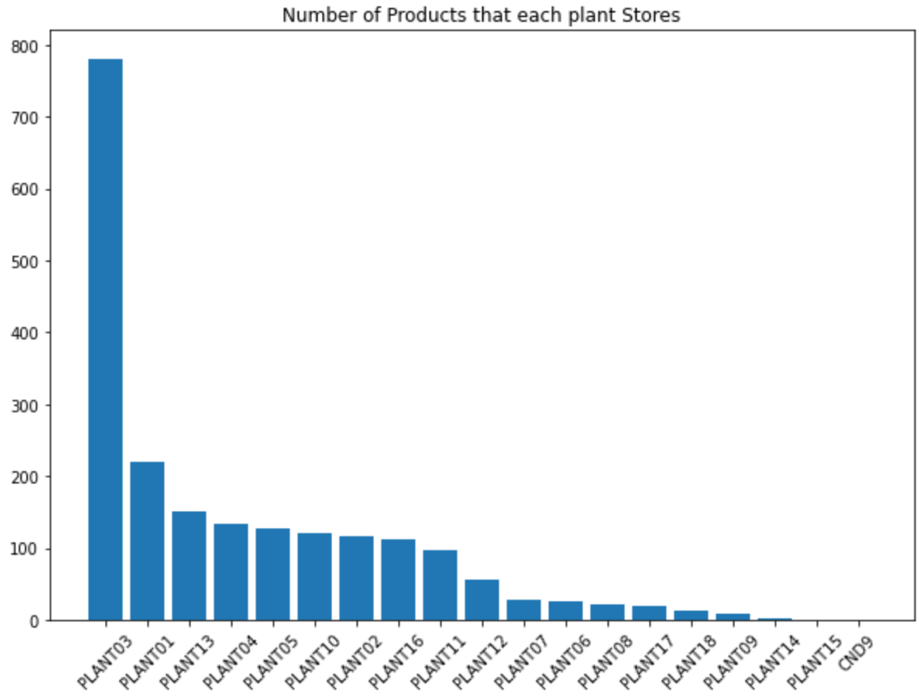 Number of Products that each plant Stores
800
700
600
500
400
300
200
100
0
PLANT03
PLANT01
PLANT13
PLANT04
PLANT05
PLANT10
PLANT02
PLANT16
PLANT11
PLANT12
PLANT07
PLANT06
PLANT08
PLANT17
PLANT18
PLANT09
PLANT14
PLANT15
CND9